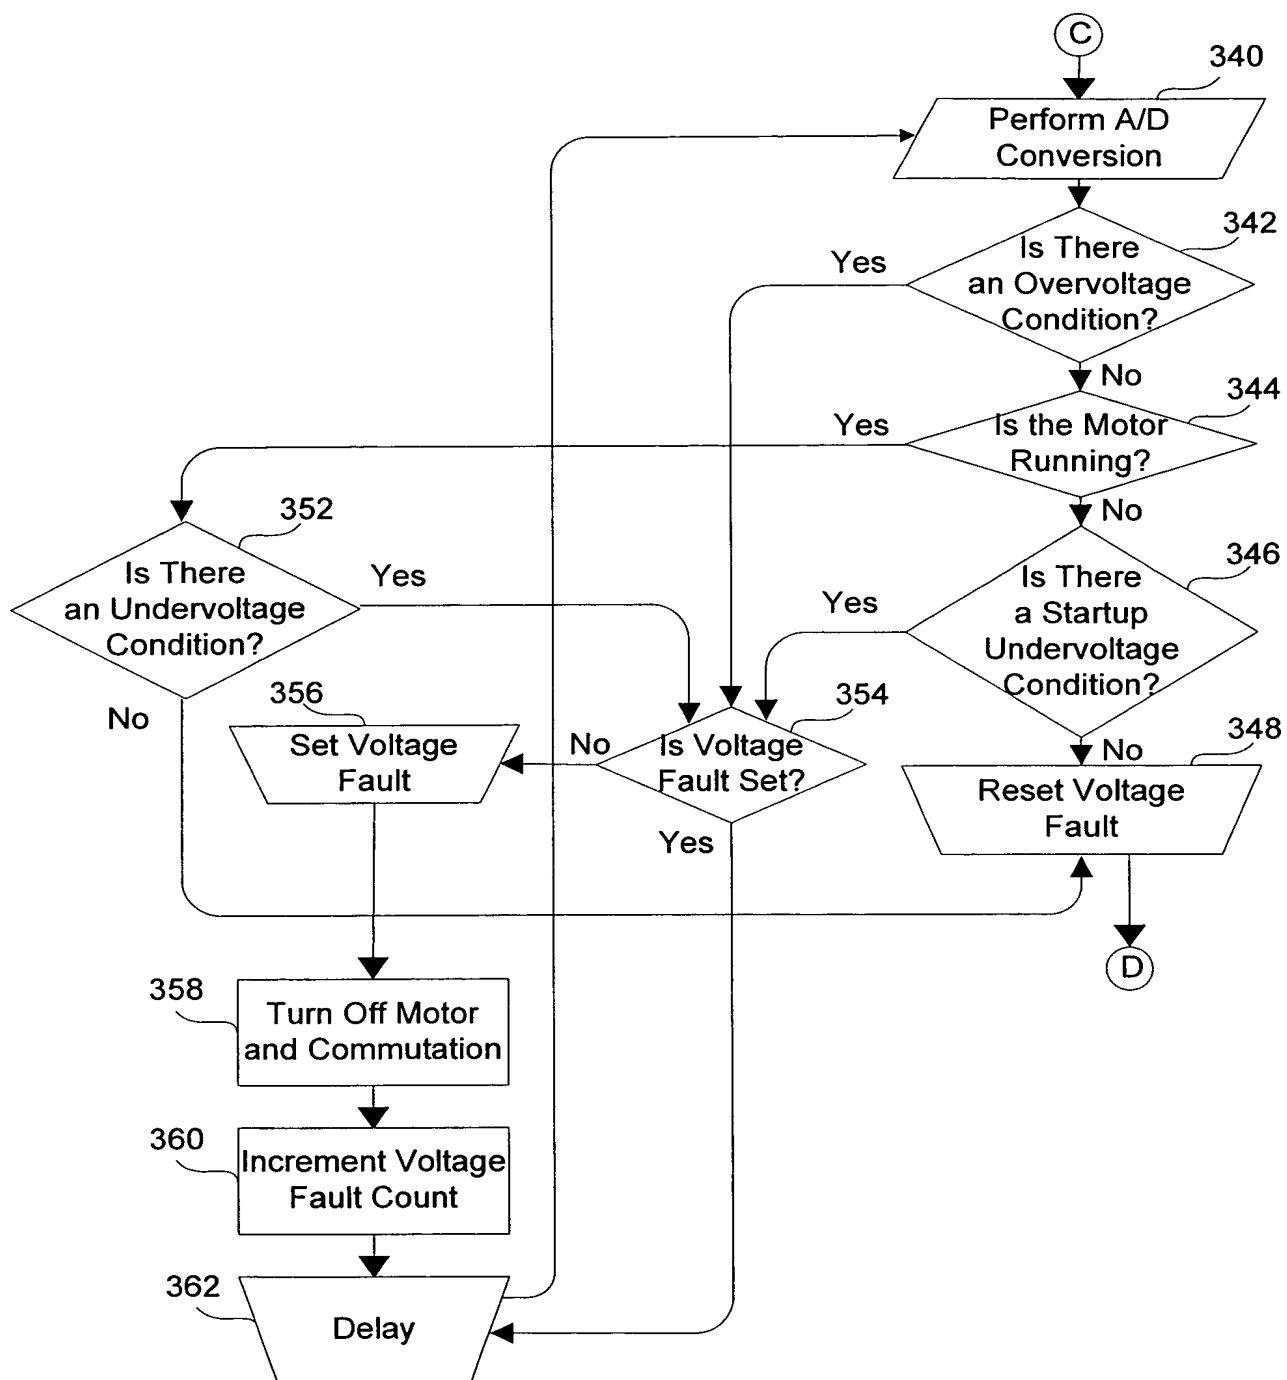 C
340
Perform A/D
Conversion
342
Is There
an Overvoltage
Condition?
Yes
No
344
Is the Motor
Running?
Yes
No
352
Is There
an Undervoltage
Condition?
Yes
No
346
Is There
a Startup
Undervoltage
Condition?
Yes
No
354
Is Voltage
Fault Set?
No
Yes
356
Set Voltage
Fault
348
Reset Voltage
Fault
D
358
Turn Off Motor
and Commutation
360
Increment Voltage
Fault Count
362
Delay